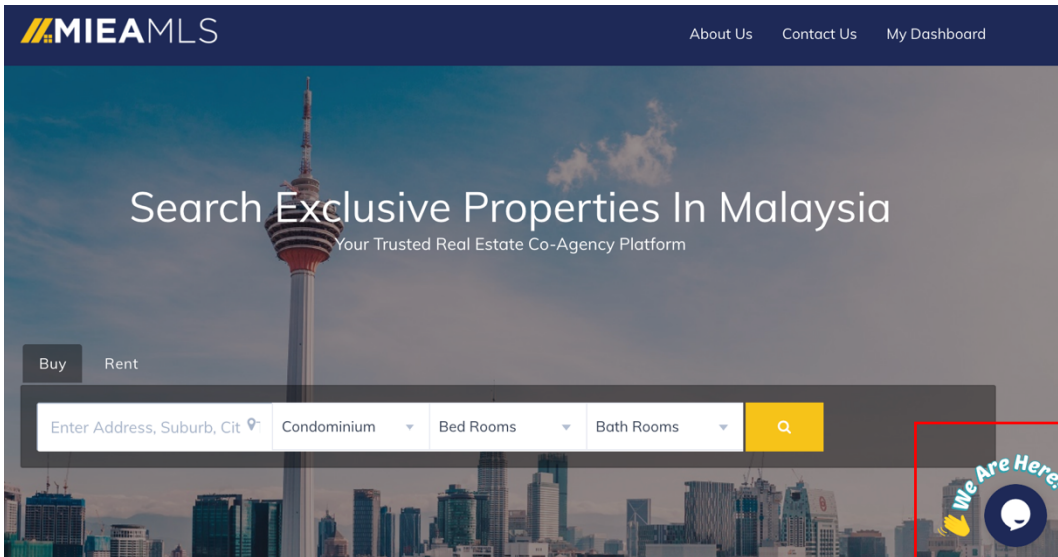 MIEAMLS
About Us Contact Us My Dashboard
Search Exclusive Properties In Malaysia
Your Trusted Real Estate Co-Agency Platform
Buy Rent
Enter Address, Suburb, Cit Condominium Bed Rooms Bath Rooms
We Are Here!